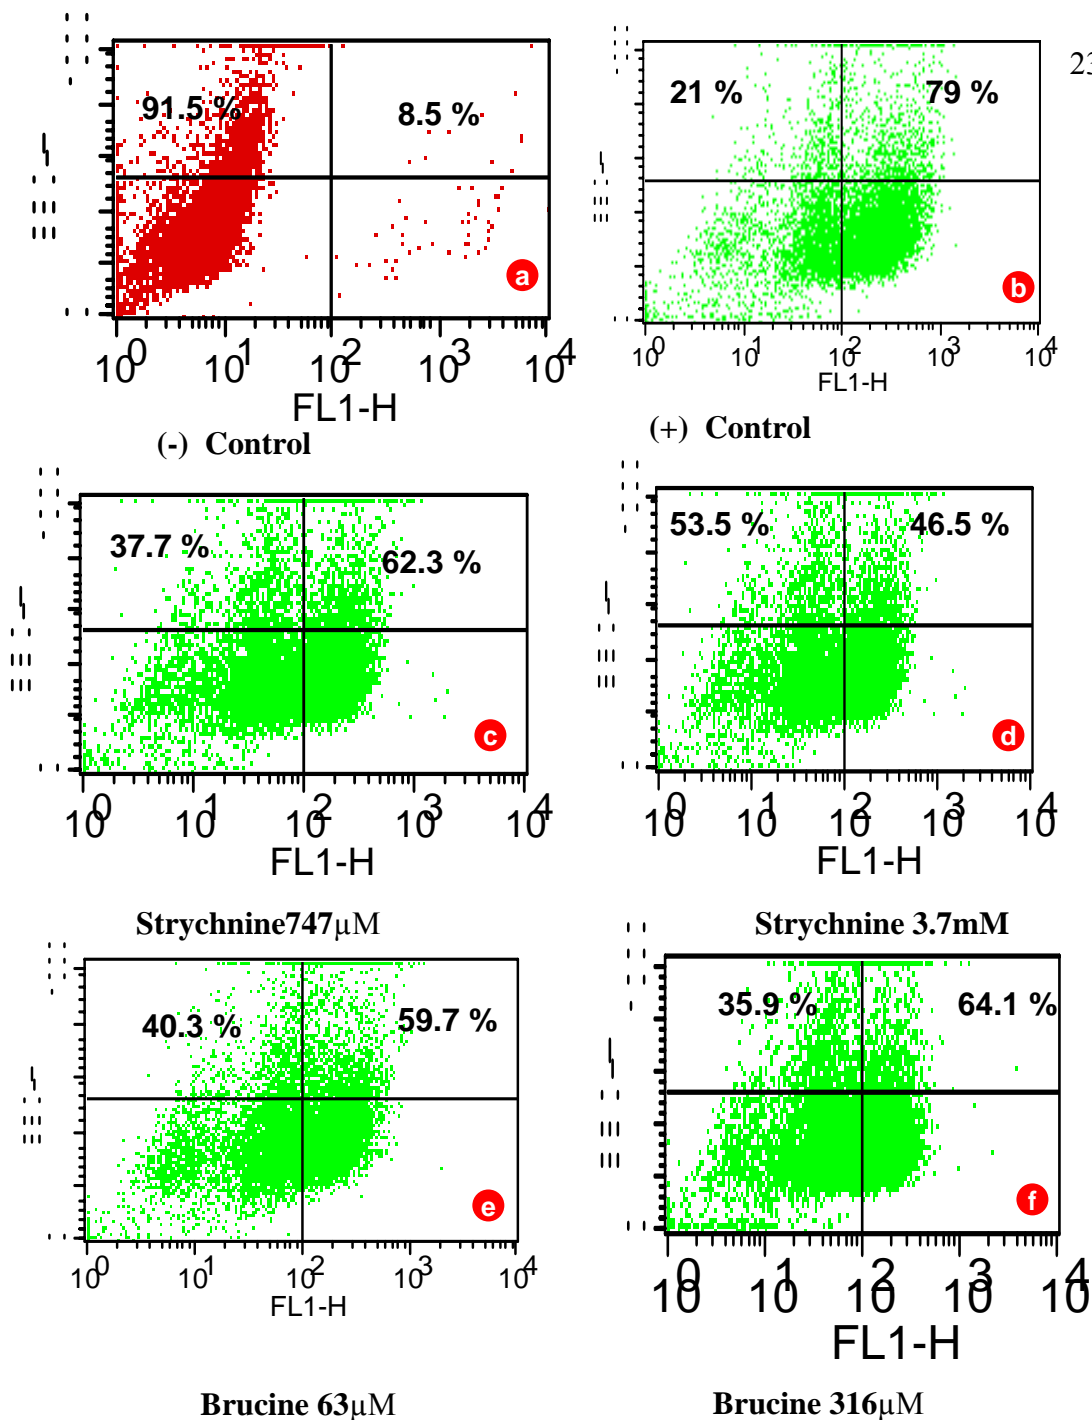 23
91.5 %
8.5 %
a
10^0 10^1 10^2 10^3 10^4
FL1-H
(-) Control
21 %
79 %
b
10^0 10^1 10^2 10^3 10^4
FL1-H
(+) Control
37.7 %
62.3 %
c
10^0 10^1 10^2 10^3 10^4
FL1-H
Strychnine747µM
53.5 %
46.5 %
d
10^0 10^1 10^2 10^3 10^4
FL1-H
Strychnine 3.7mM
40.3 %
59.7 %
e
10^0 10^1 10^2 10^3 10^4
FL1-H
Brucine 63µM
35.9 %
64.1 %
f
10^0 10^1 10^2 10^3 10^4
FL1-H
Brucine 316µM